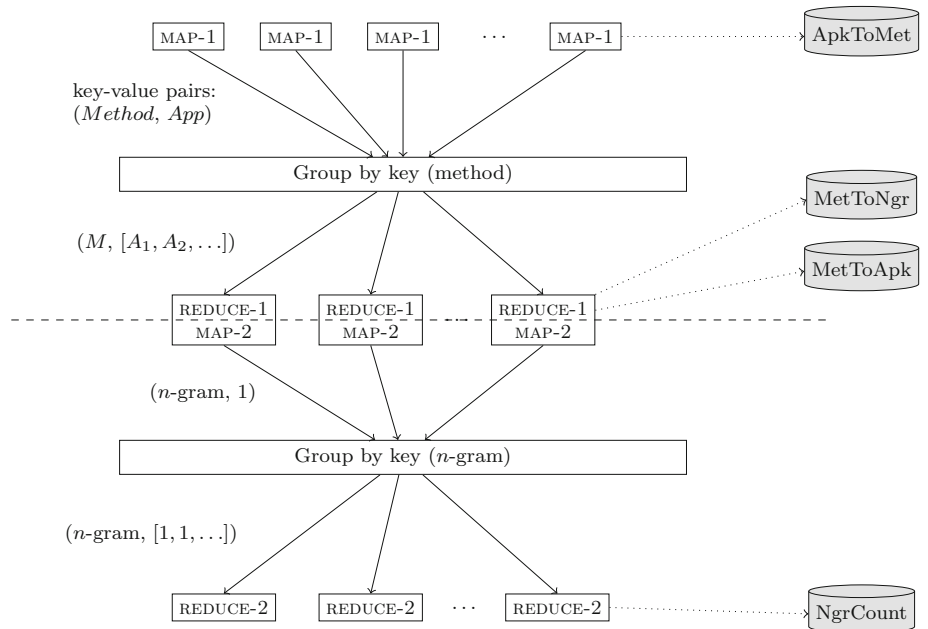 MAP-1 MAP-1 MAP-1 ... MAP-1 ApkToMet
key-value pairs:
(Method, App)
Group by key (method)
MetToNgr
(M, [A₁, A₂, ...])
MetToApk
REDUCE-1 REDUCE-1 ... REDUCE-1
MAP-2 MAP-2 MAP-2
(n-gram, 1)
Group by key (n-gram)
(n-gram, [1, 1, ...])
REDUCE-2 REDUCE-2 ... REDUCE-2 NgrCount